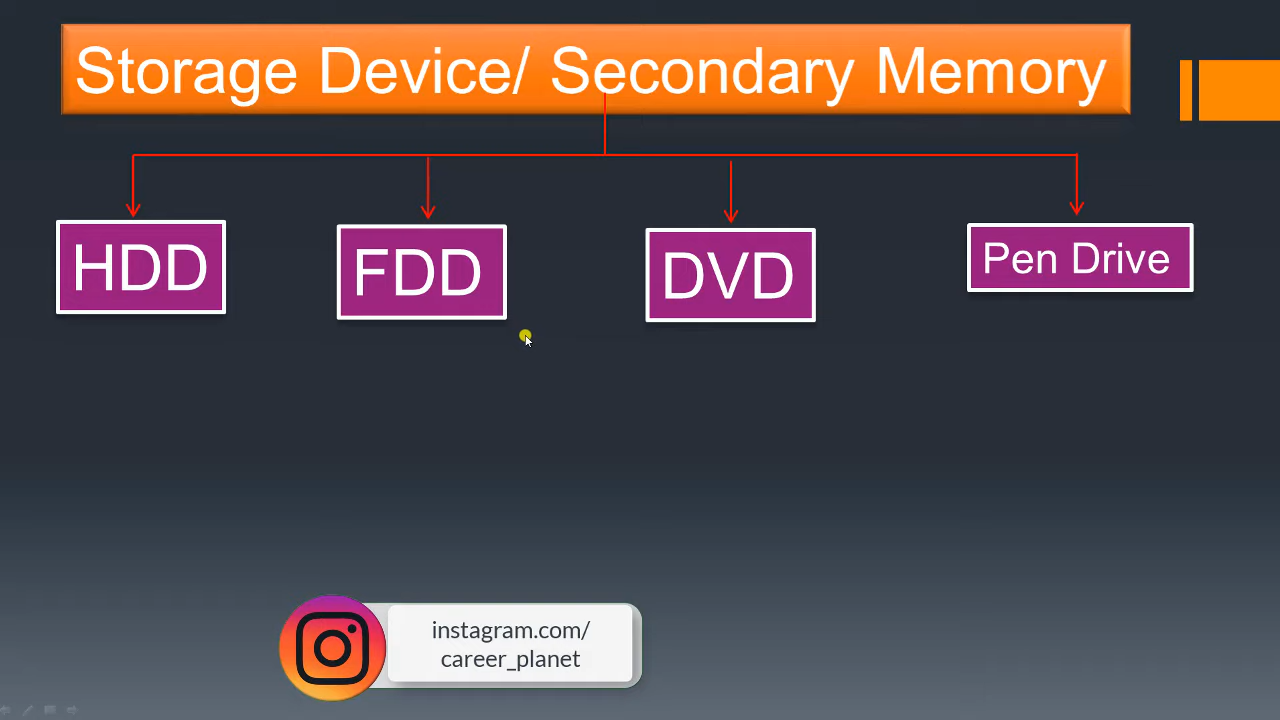 Storage Device/ Secondary Memory
HDD
FDD
DVD
Pen Drive
instagram.com/
career_planet